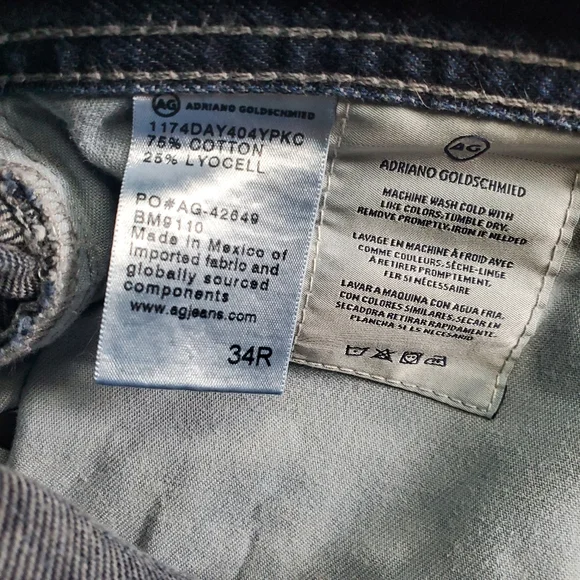 AG ADRIANO GOLDSCHMIED
1174DAY404YPKC
75% COTTON
25% LYOCELL
PO#AG-42649
BM9110
Made in Mexico of
Imported fabric and
globally sourced
components
www.agjeans.com
34R
AG
ADRIANO GOLDSCHMIED
MACHINE WASH COLD WITH
LIKE COLORS. TUMBLE DRY.
REMOVE PROMPTLY. IRON IF NEEDED
LAVAGE EN MACHINE À FROID AVEC
COMME COULEURS. SÈCHE-LINGE
À RETIRER PROMPTEMENT.
FER SI NÉCESSAIRE
LAVAR A MAQUINA CON AGUA FRIA.
CON COLORES SIMILARES. SECAR EN
SECADORA RETIRAR RAPIDAMENTE.
PLANCHA SI ES NECESARIO